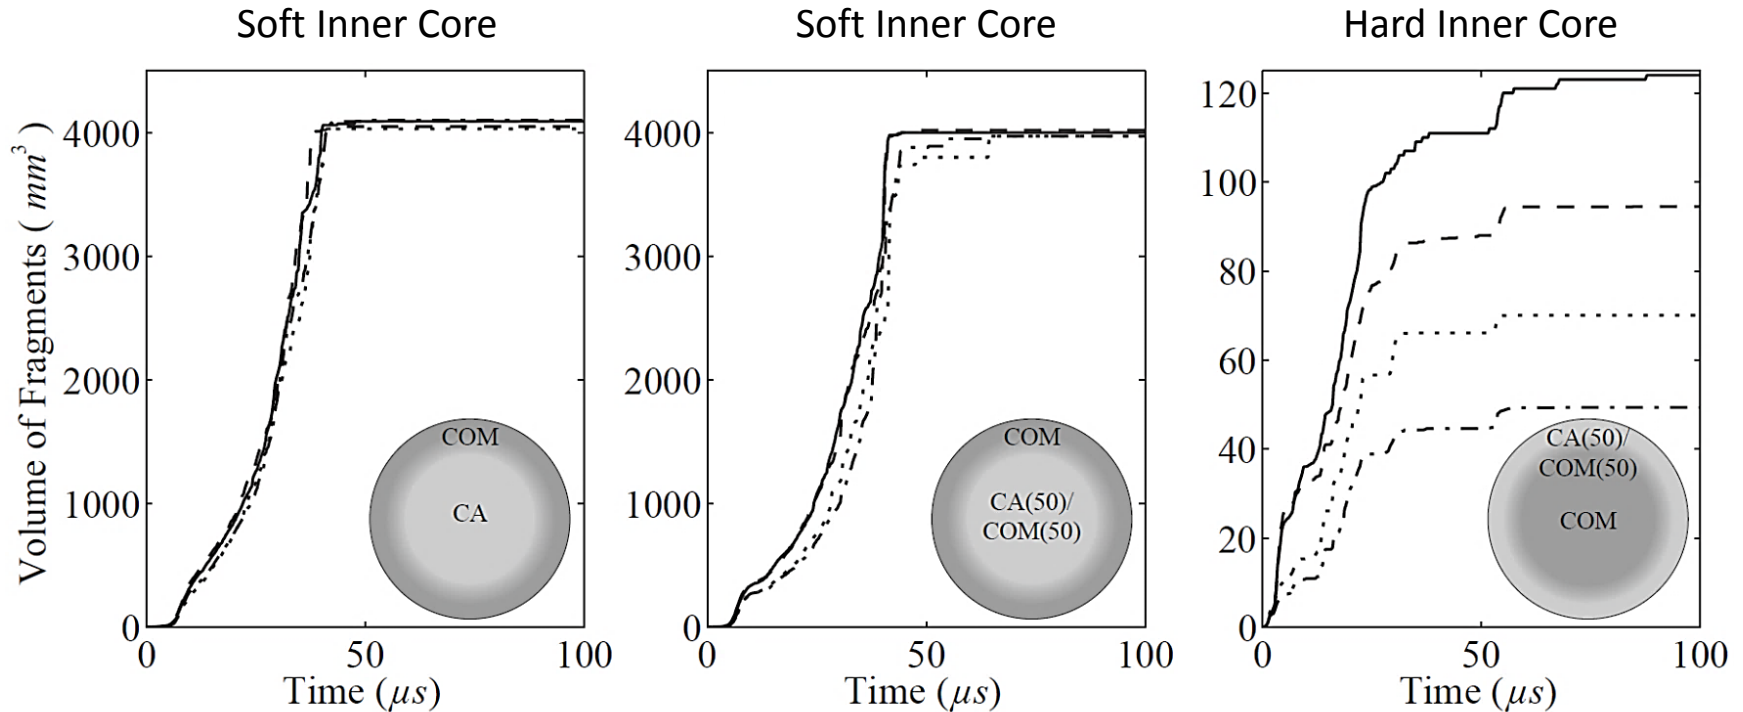 Soft Inner Core
Soft Inner Core
Hard Inner Core
Volume of Fragments ( mm³ )
4000
3000
2000
1000
0
0
50
100
Time (μs)
COM
CA
4000
3000
2000
1000
0
0
50
100
Time (μs)
COM
CA(50)/
COM(50)
120
100
80
60
40
20
0
0
50
100
Time (μs)
CA(50)/
COM(50)
COM